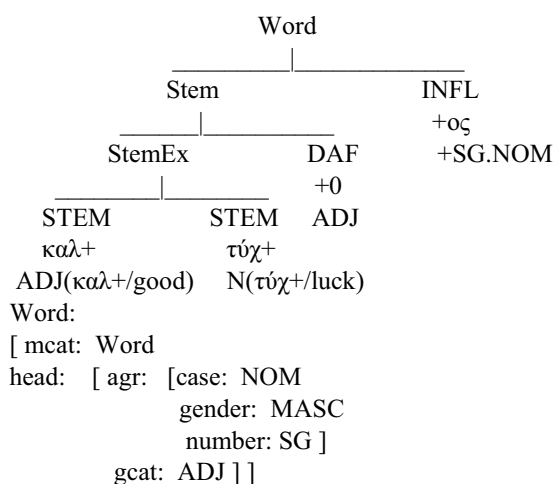 Word
Stem INFL
+ος
StemEx DAF +SG.NOM
+0
STEM STEM ADJ
καλ+ τύχ+
ADJ(καλ+/good) N(τύχ+/luck)
Word:
[ mcat: Word
head: [ agr: [case: NOM
gender: MASC
number: SG ]
gcat: ADJ ] ]